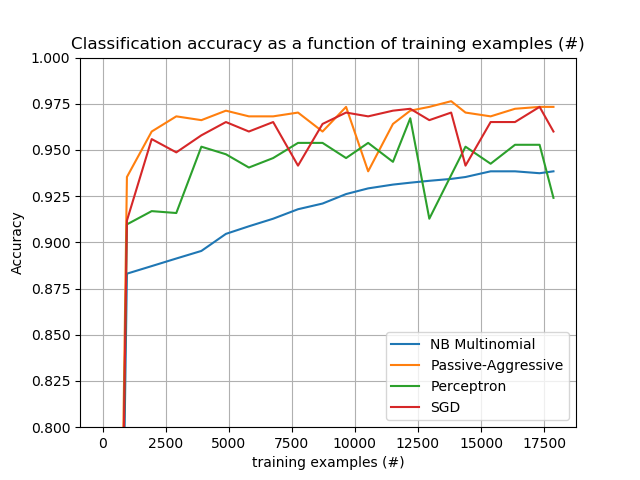 Classification accuracy as a function of training examples (#)
1.000
0.975
0.950
0.925
0.900
0.875
0.850
0.825
0.800
Accuracy
NB Multinomial
Passive-Aggressive
Perceptron
SGD
0 2500 5000 7500 10000 12500 15000 17500
training examples (#)